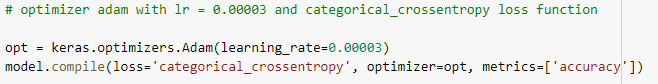 # optimizer adam with lr = 0.00003 and categorical_crossentropy loss function
opt = keras.optimizers.Adam(learning_rate=0.00003)
model.compile(loss='categorical_crossentropy', optimizer=opt, metrics=['accuracy'])